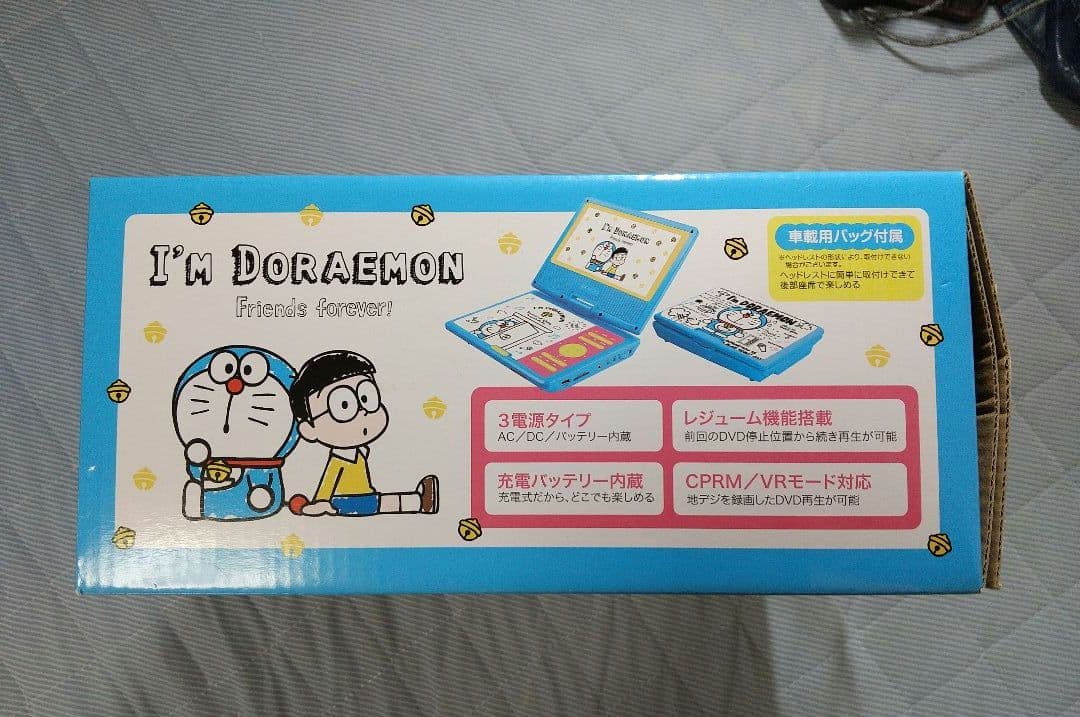 I'M DORAEMON
Friends forever!
I'm DORAEMON
Friends forever!
I'm DORAEMON
車載用バッグ付属
※ヘッドレストの形状により、取付けできない
場合がございます。
ヘッドレストに簡単に取付けできて
後部座席で楽しめる
3電源タイプ
AC／DC／バッテリー内蔵
レジューム機能搭載
前回のDVD停止位置から続き再生が可能
充電バッテリー内蔵
充電式だから、どこでも楽しめる
CPRM／VRモード対応
地デジを録画したDVD再生が可能